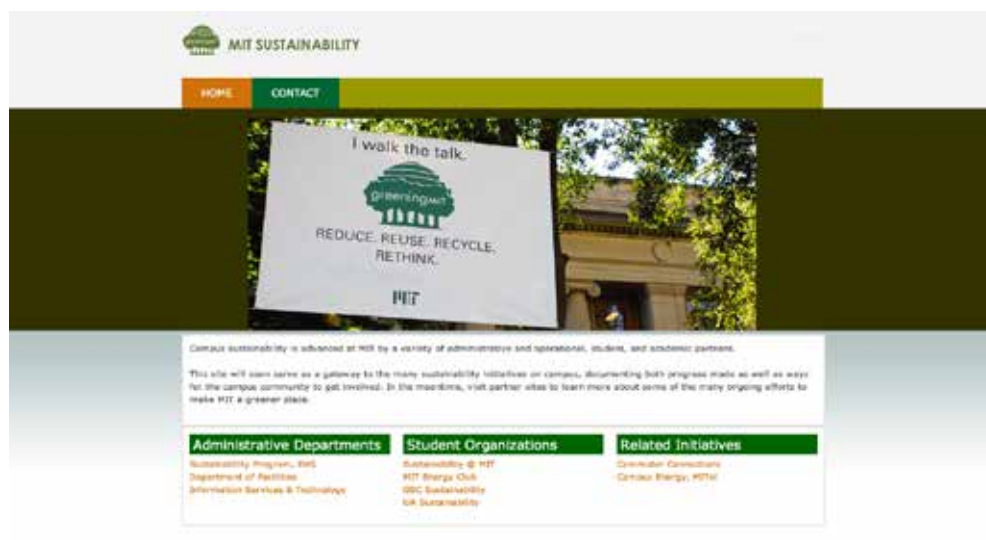 MIT SUSTAINABILITY
HOME CONTACT
I walk the talk.
greeningMIT
REDUCE. REUSE. RECYCLE.
RETHINK.
MIT
Campus sustainability is advanced at MIT by a variety of administrative and operational, student, and academic partners.
This site will soon serve as a gateway to the many sustainability initiatives on campus, documenting both progress made as well as ways
for the campus community to get involved. In the meantime, visit partner sites to learn more about some of the many ongoing efforts to
make MIT a greener place.
Administrative Departments
Sustainability Program, EHS
Department of Facilities
Information Services & Technology
Student Organizations
Sustainability @ MIT
MIT Energy Club
GSC Sustainability
UA Sustainability
Related Initiatives
Commuter Connections
Campus Energy, MITEI